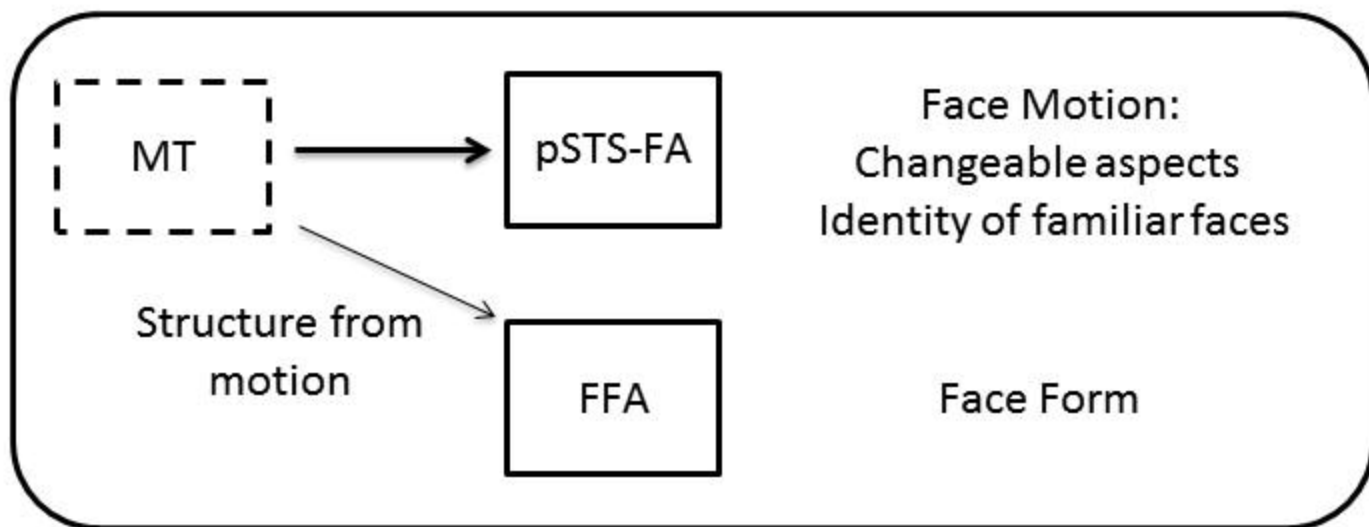 MT
pSTS-FA
Face Motion:
Changeable aspects
Identity of familiar faces
Structure from
motion
FFA
Face Form